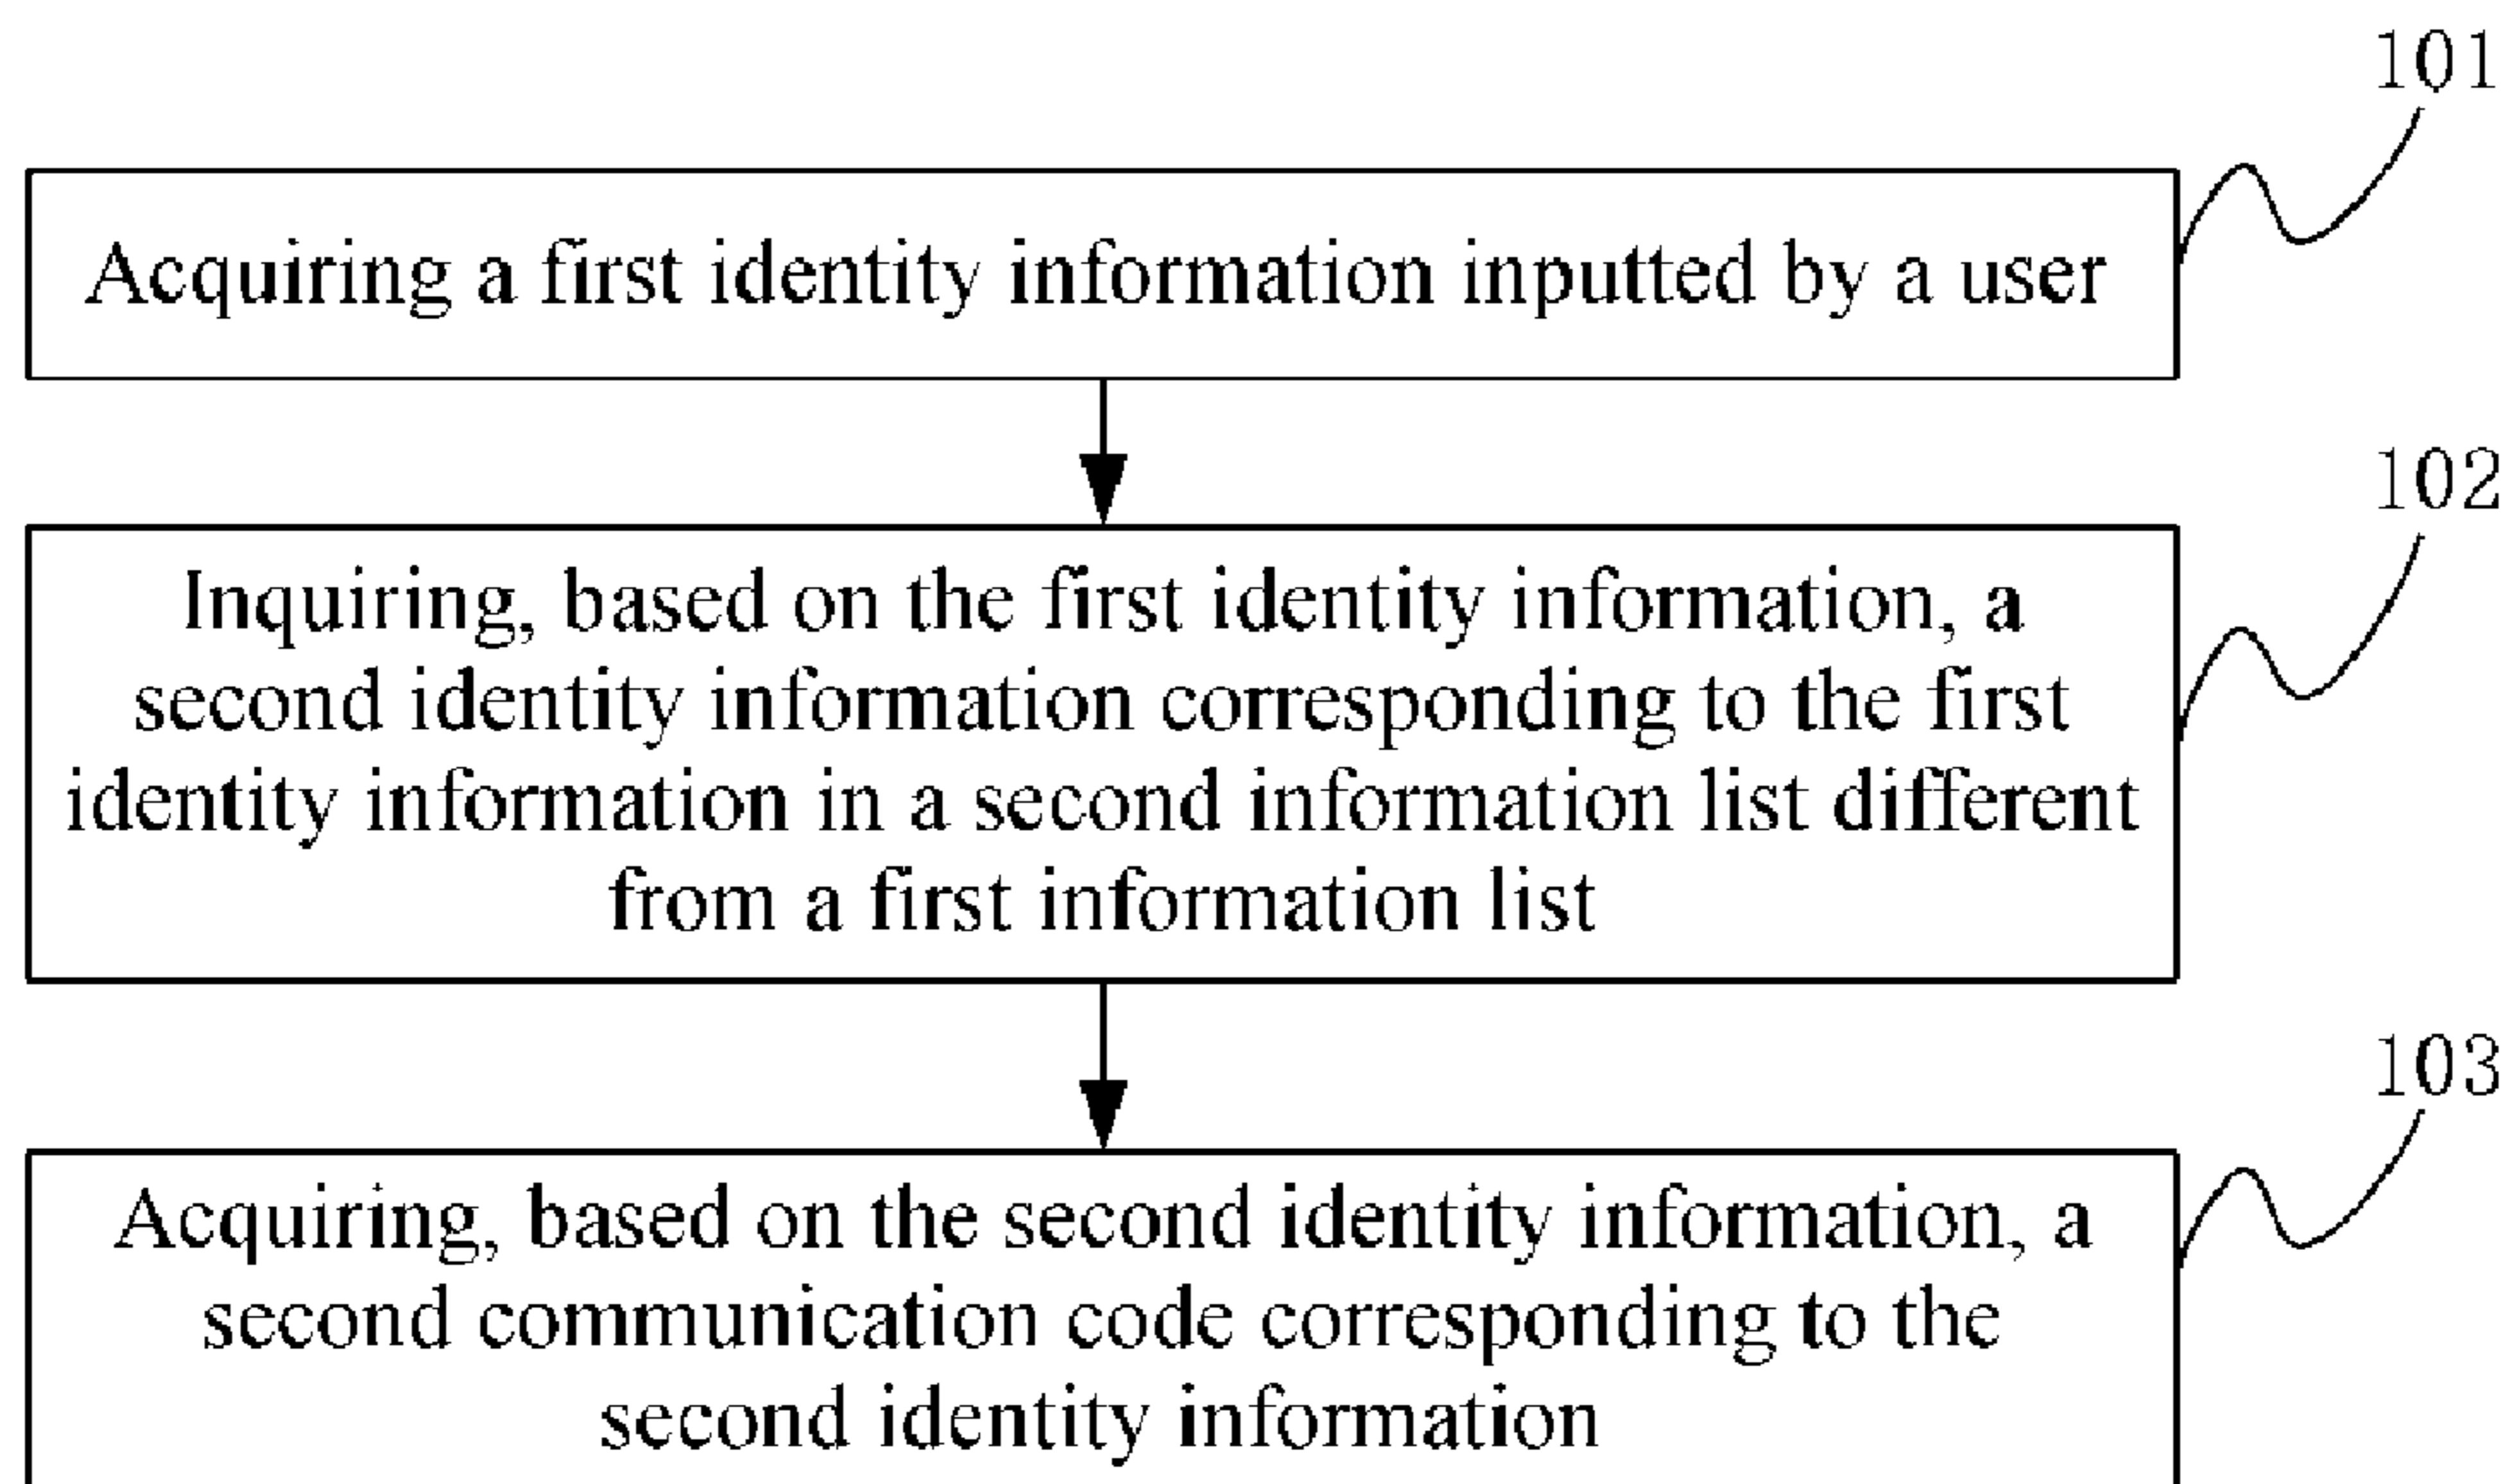 101
Acquiring a first identity information inputted by a user
102
Inquiring, based on the first identity information, a
second identity information corresponding to the first
identity information in a second information list different
from a first information list
103
Acquiring, based on the second identity information, a
second communication code corresponding to the
second identity information